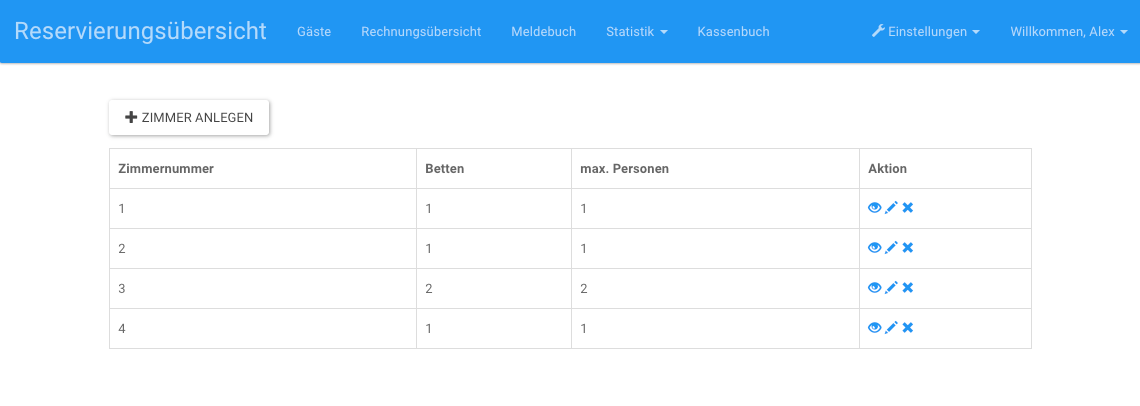 Reservierungsübersicht Gäste Rechnungsübersicht Meldebuch Statistik Kassenbuch Einstellungen Willkommen, Alex
ZIMMER ANLEGEN
Zimmernummer Betten max. Personen Aktion
1 1 1
2 1 1
3 2 2
4 1 1